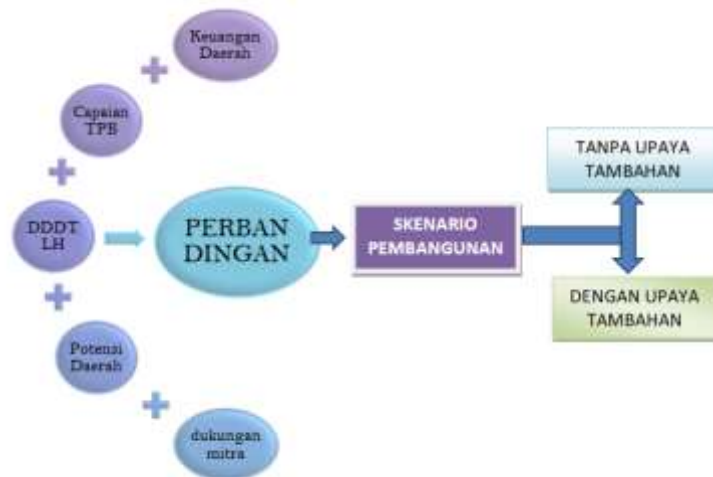 Keuangan
Daerah
Capaian
TPB
DDDT
LH
Potensi
Daerah
dukungan
mitra
PERBAN
DINGAN
SKENARIO
PEMBANGUNAN
TANPA UPAYA
TAMBAHAN
DENGAN UPAYA
TAMBAHAN